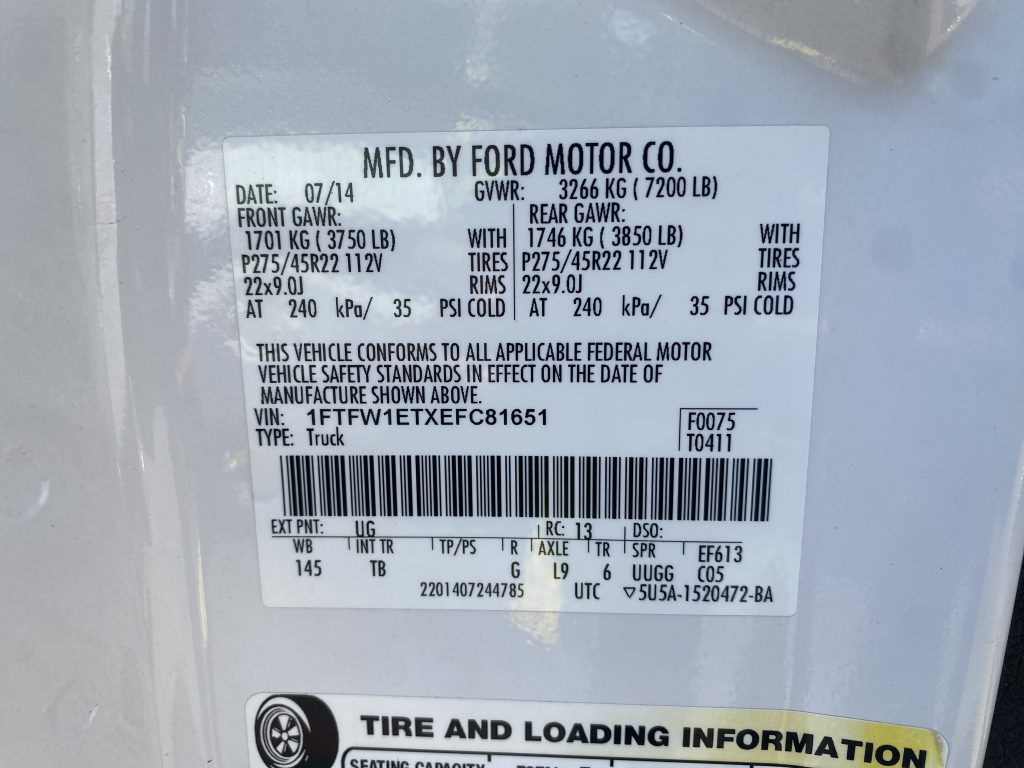 MFD. BY FORD MOTOR CO.
DATE: 07/14 GVWR: 3266 KG ( 7200 LB)
FRONT GAWR: REAR GAWR:
1701 KG ( 3750 LB) WITH 1746 KG ( 3850 LB) WITH
P275/45R22 112V TIRES P275/45R22 112V TIRES
22x9.0J RIMS 22x9.0J RIMS
AT 240 kPa/ 35 PSI COLD AT 240 kPa/ 35 PSI COLD
THIS VEHICLE CONFORMS TO ALL APPLICABLE FEDERAL MOTOR
VEHICLE SAFETY STANDARDS IN EFFECT ON THE DATE OF
MANUFACTURE SHOWN ABOVE.
VIN: 1FTFW1ETXEFC81651 F0075
TYPE: Truck T0411
EXT PNT: UG RC: 13 DSO:
WB INT TR TP/PS R AXLE TR SPR EF613
145 TB G L9 6 UUGG C05
2201407244785 UTC ▽5U5A-1520472-BA
TIRE AND LOADING INFORMATION
SEATING CAPACITY